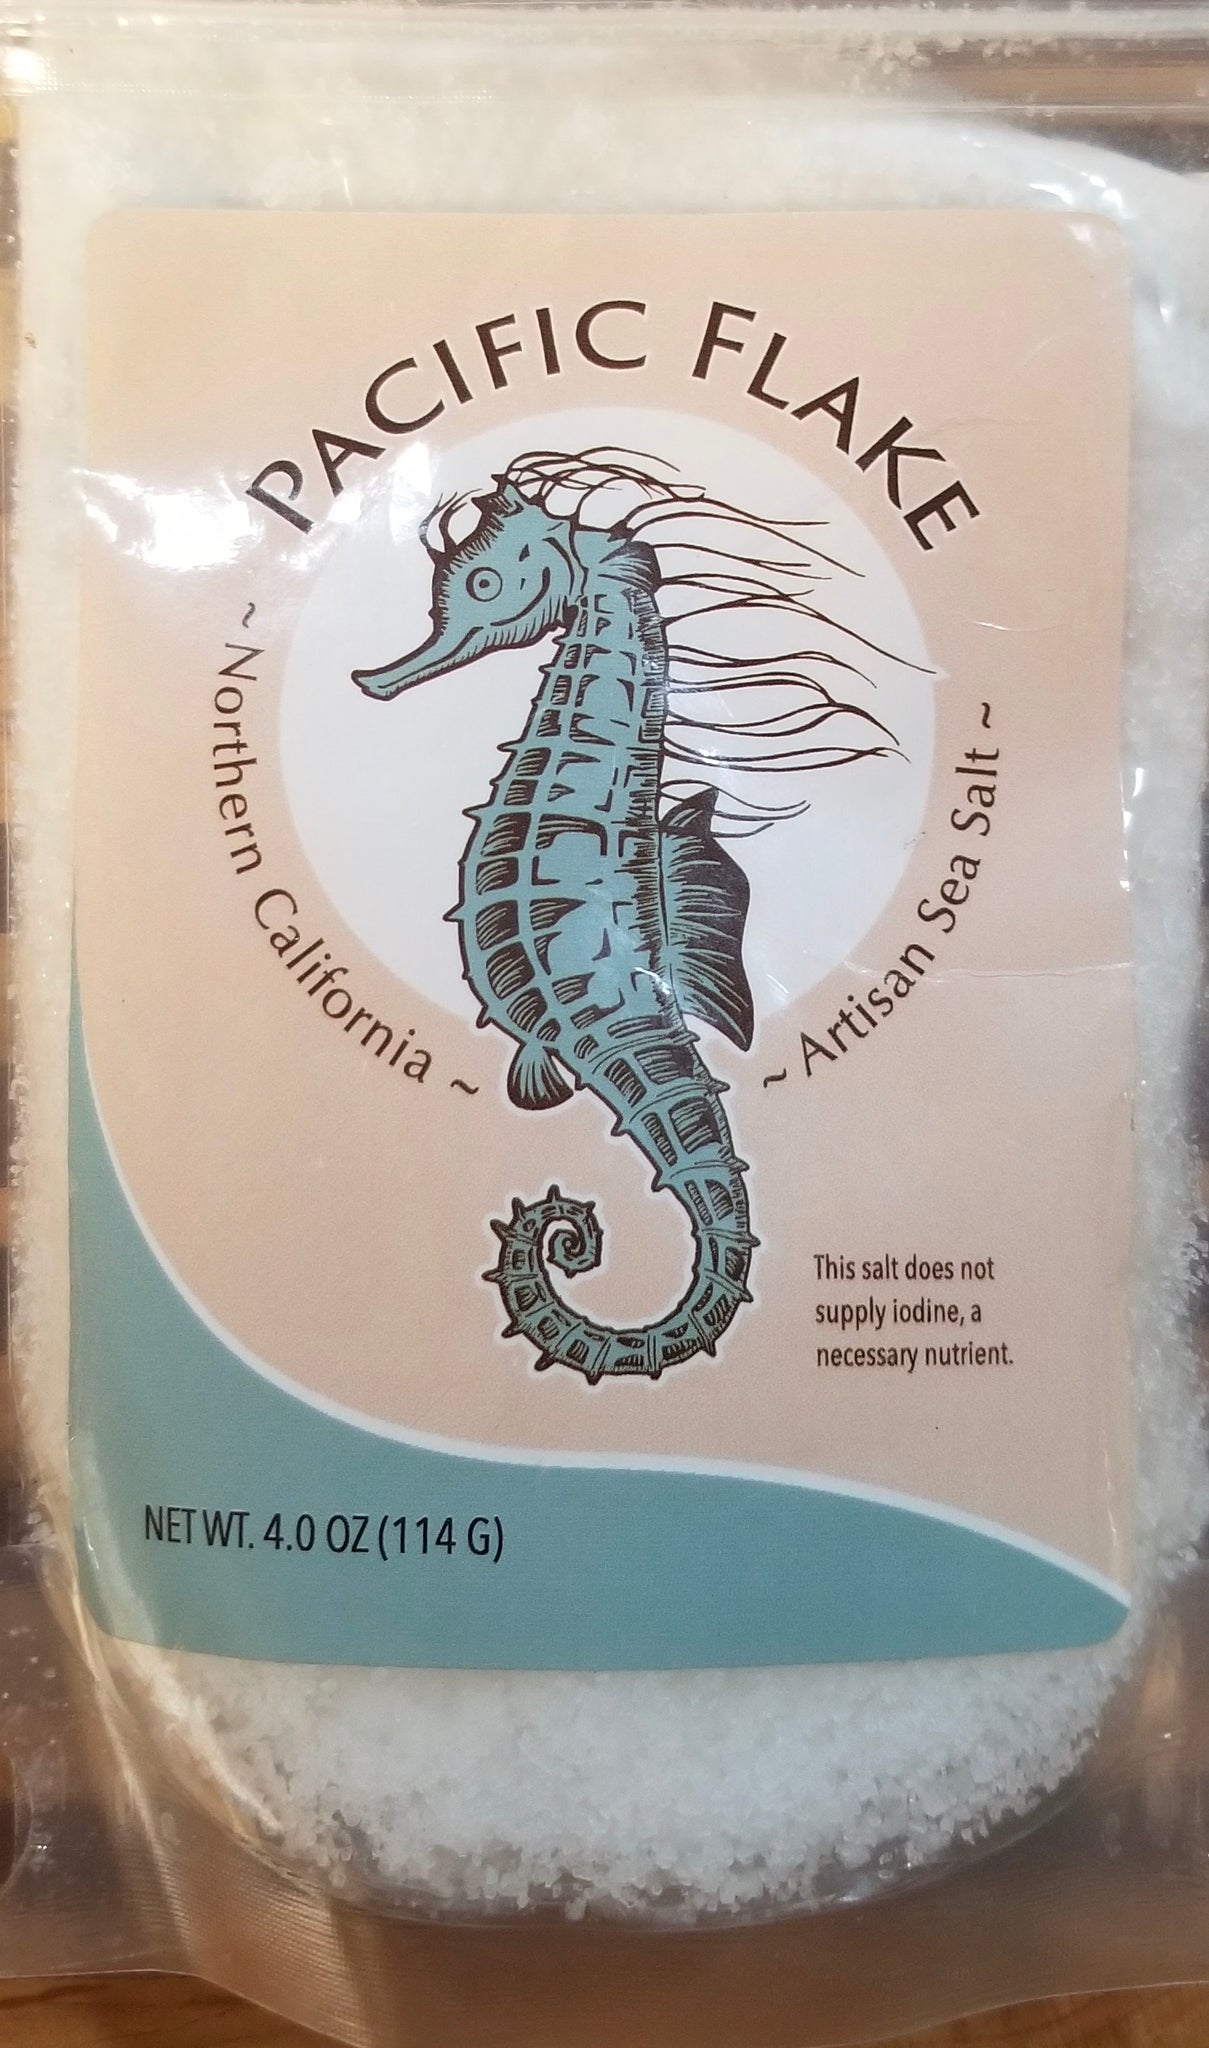 PACIFIC FLAKE
~ Northern California ~
~ Artisan Sea Salt ~
This salt does not
supply iodine, a
necessary nutrient.
NET WT. 4.0 OZ (114 G)